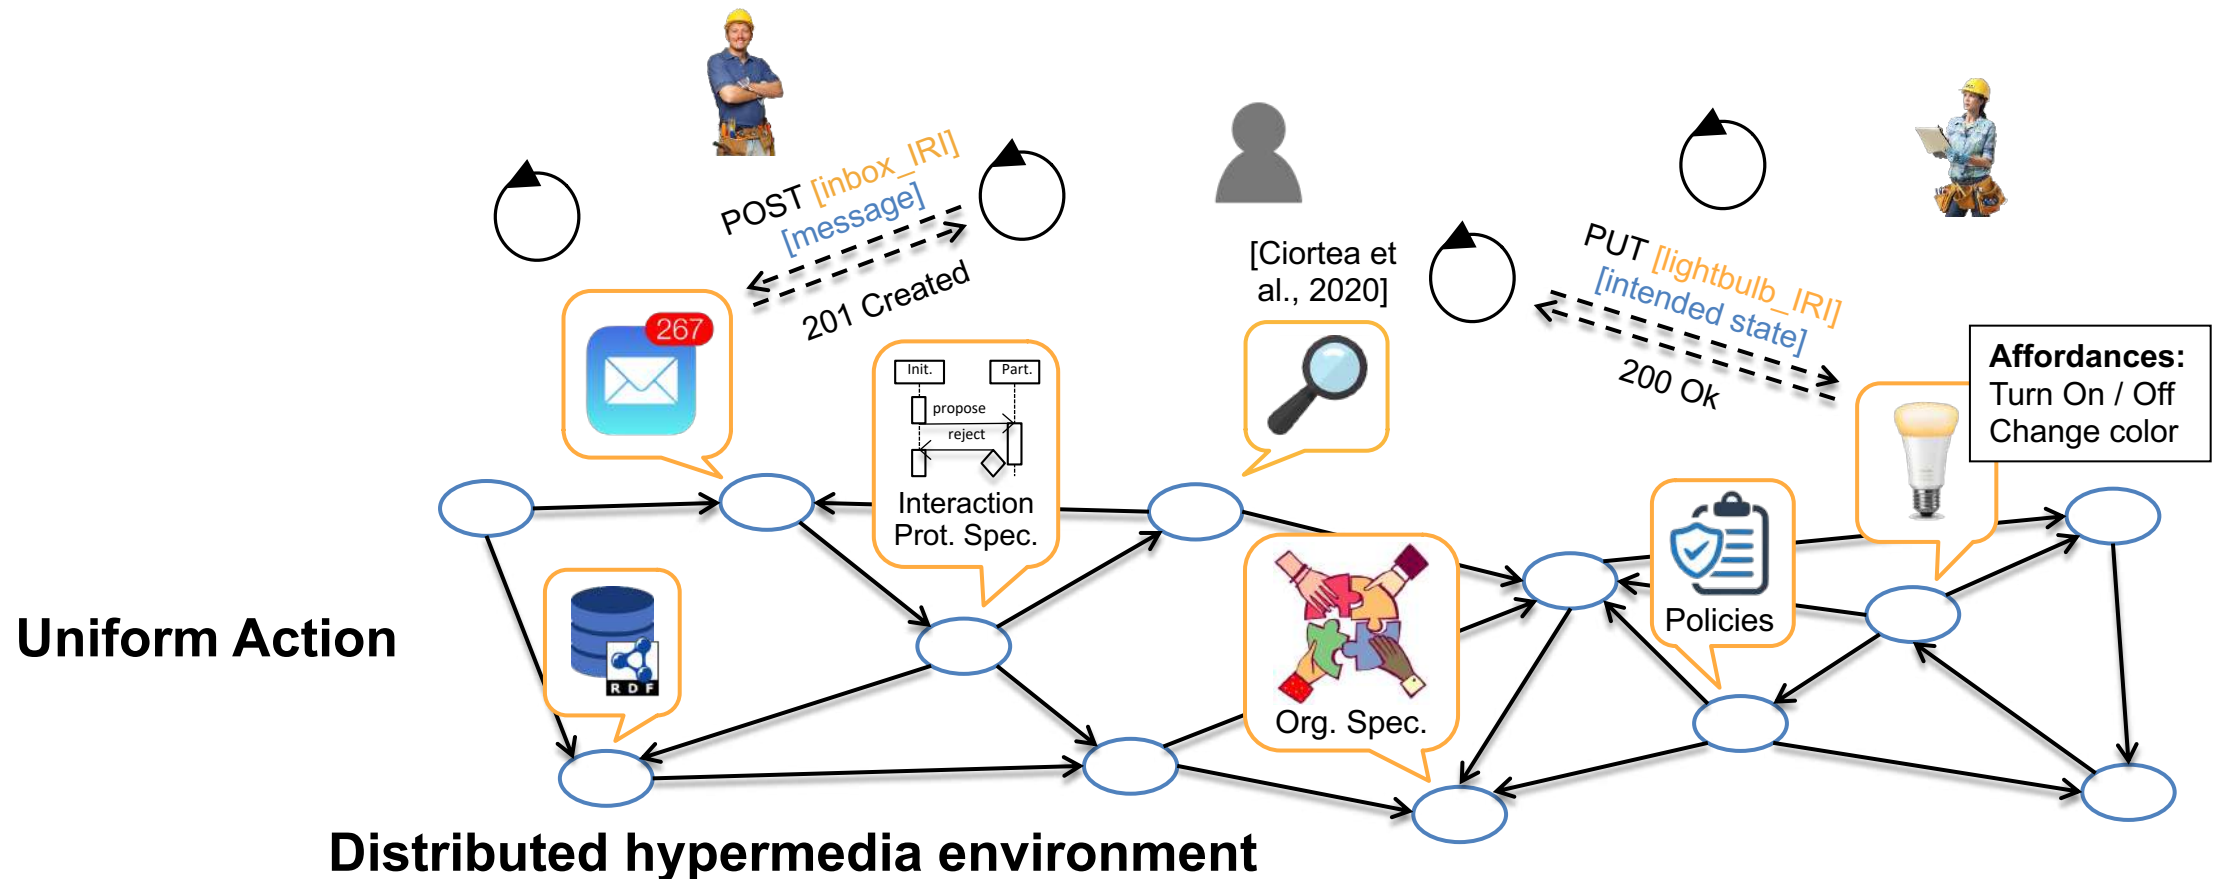 POST [inbox_IRI]
[message]
201 Created
[Ciortea et
al., 2020]
PUT [lightbulb_IRI]
[intended state]
200 Ok
267
Init.
Part.
propose
reject
Interaction
Prot. Spec.
Affordances:
Turn On / Off
Change color
Policies
RDF
Org. Spec.
Uniform Action
Distributed hypermedia environment